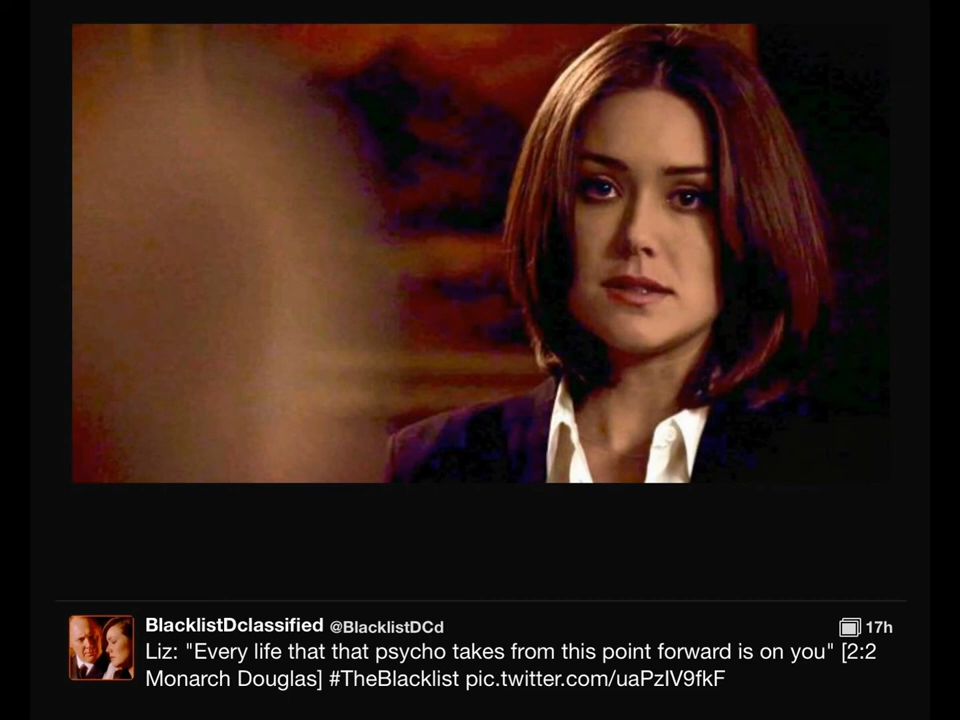 BlacklistDclassified @BlacklistDCd 17h
Liz: "Every life that that psycho takes from this point forward is on you" [2:2
Monarch Douglas] #TheBlacklist pic.twitter.com/uaPzIV9fkF